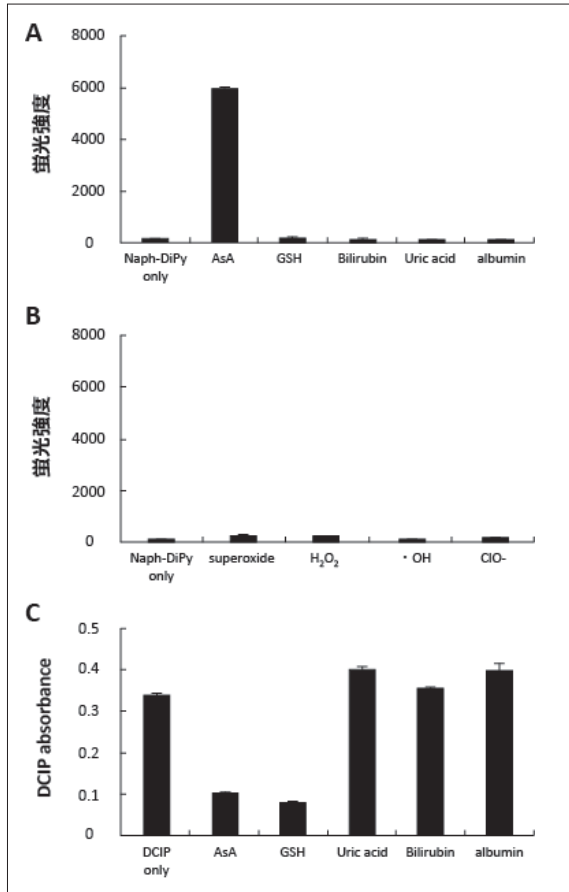 A
8000
6000
4000
2000
0
蛍光強度
Naph-DiPy only
AsA
GSH
Bilirubin
Uric acid
albumin
B
8000
6000
4000
2000
0
蛍光強度
Naph-DiPy only
superoxide
H₂O₂
・OH
ClO-
C
0.5
0.4
0.3
0.2
0.1
0
DCIP absorbance
DCIP only
AsA
GSH
Uric acid
Bilirubin
albumin